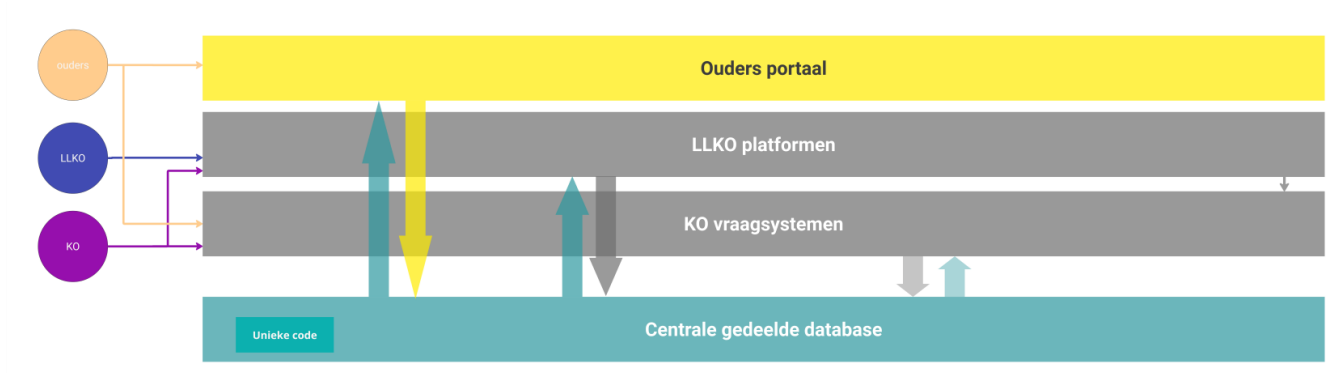 ouders
Ouders portaal
LLKO
LLKO platformen
KO
KO vraagsystemen
Unieke code
Centrale gedeelde database